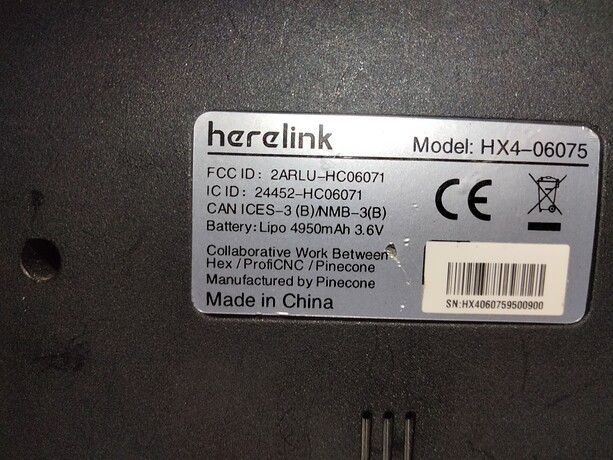 herelink
Model: HX4-06075
FCC ID: 2ARLU-HC06071
IC ID: 24452-HC06071
CAN ICES-3 (B)/NMB-3(B)
Battery: Lipo 4950mAh 3.6V
Collaborative Work Between
Hex / ProfiCNC / Pinecone
Manufactured by Pinecone
Made in China
CE
SN:HX4060759500900